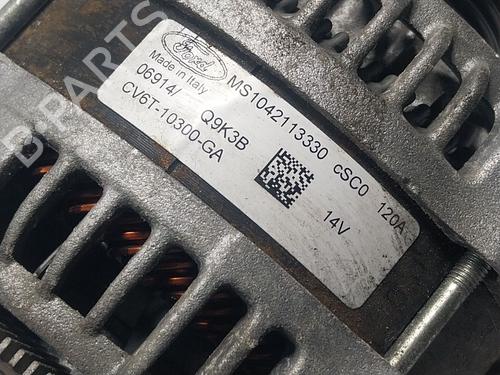 Ford
Made in Italy
MS1042113330 cSC0 120A
06914/ Q9K3B
CV6T-10300-GA
14V
B-PARTS